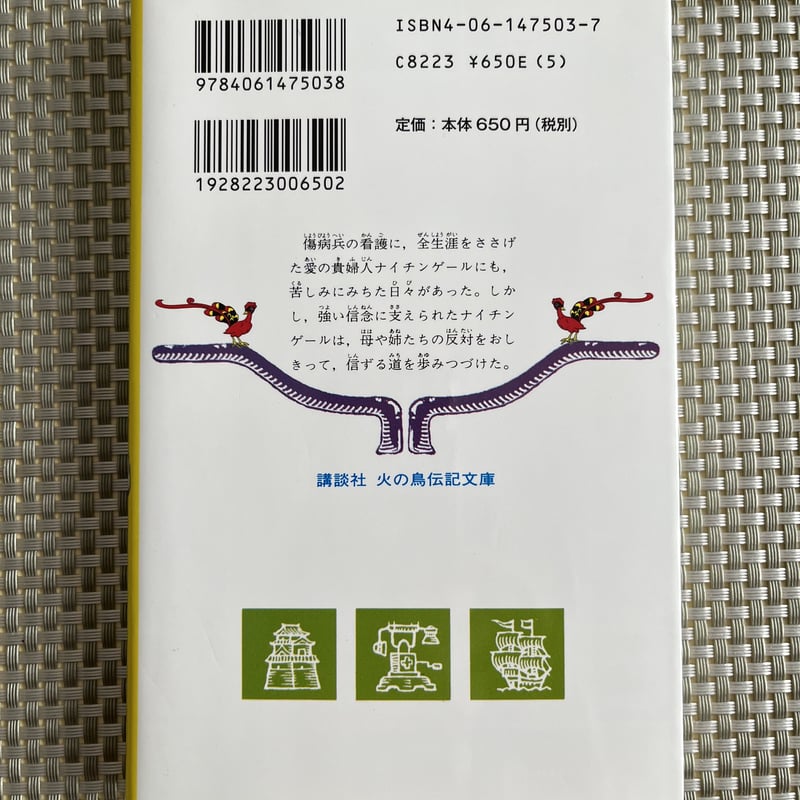 ISBN4-06-147503-7
9784061475038
C8223 ¥650E (5)
定価：本体650円(税別)
1928223006502
傷病兵の看護に，全生涯をささげ
た愛の貴婦人ナイチンゲールにも，
苦しみにみちた日々があった。しか
し，強い信念に支えられたナイチン
ゲールは，母や姉たちの反対をおし
きって，信ずる道を歩みつづけた。
講談社 火の鳥伝記文庫